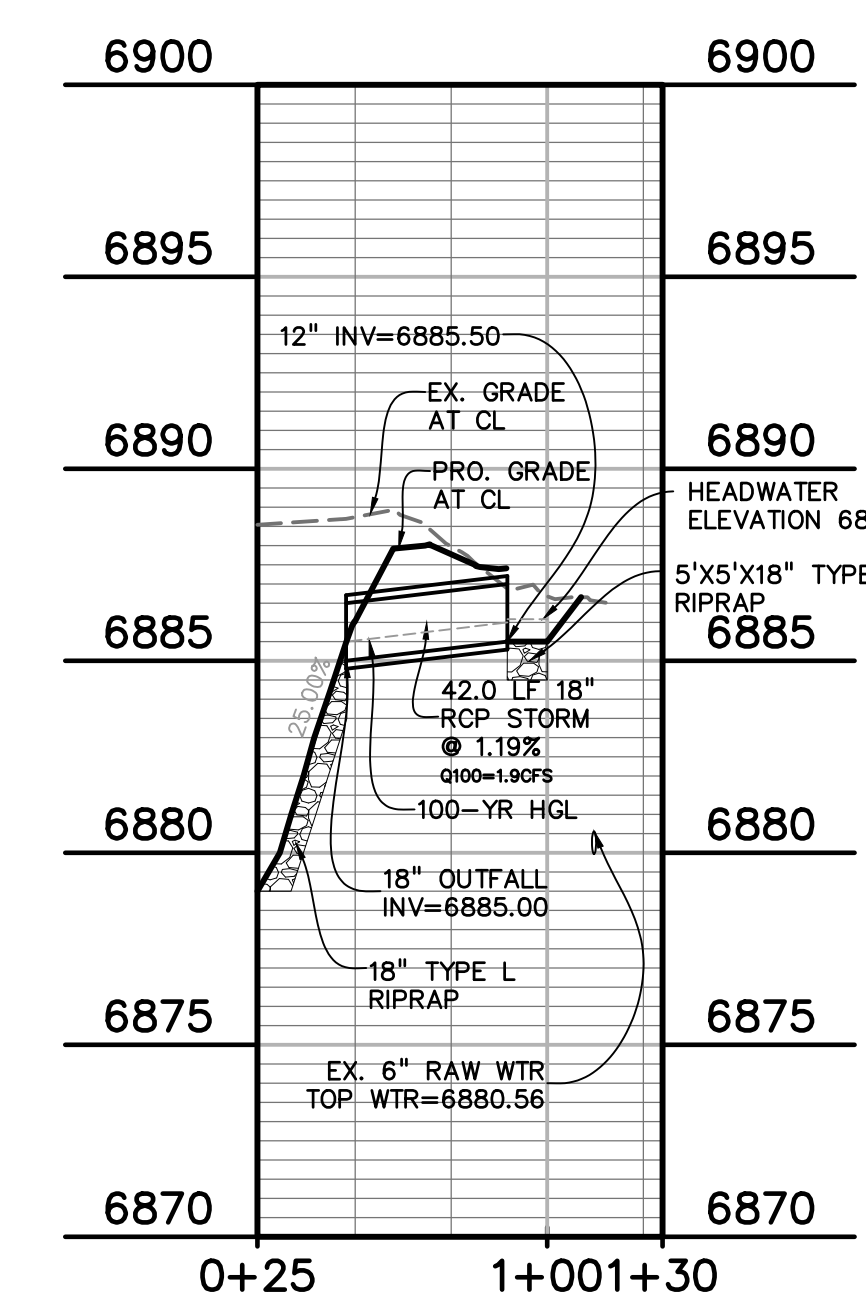 6900 6900
6895 6895
12" INV=6885.50
EX. GRADE
AT CL
6890 6890
PRO. GRADE
AT CL
HEADWATER
ELEVATION 68
5'X5'X18" TYPE
RIPRAP
6885 6885
25.00%
42.0 LF 18"
RCP STORM
@ 1.19%
Q100=1.9CFS
100-YR HGL
6880 6880
18" OUTFALL
INV=6885.00
18" TYPE L
RIPRAP
6875 6875
EX. 6" RAW WTR
TOP WTR=6880.56
6870 6870
0+25 1+00 1+30